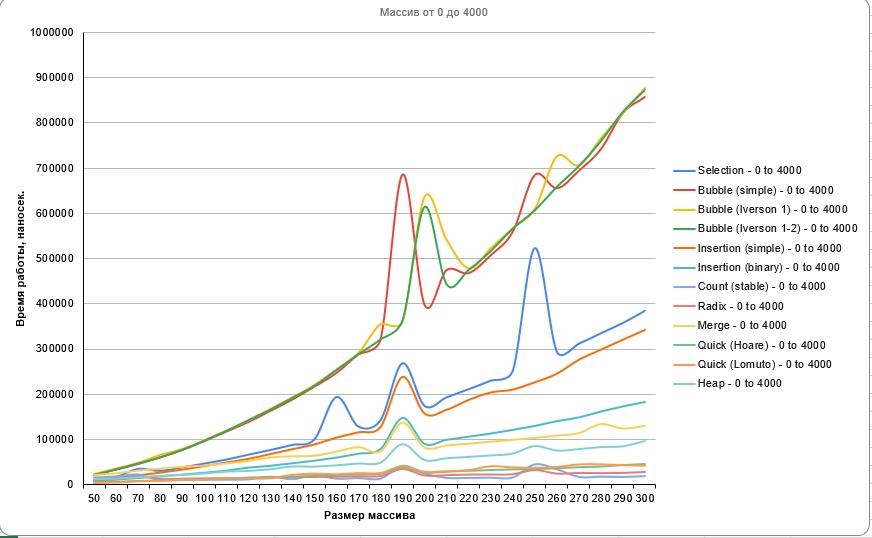 Массив от 0 до 4000
1000000
900000
800000
700000
600000
500000
400000
300000
200000
100000
0
Время работы, наносек.
50 60 70 80 90 100 110 120 130 140 150 160 170 180 190 200 210 220 230 240 250 260 270 280 290 300
Размер массива
Selection - 0 to 4000
Bubble (simple) - 0 to 4000
Bubble (Iverson 1) - 0 to 4000
Bubble (Iverson 1-2) - 0 to 4000
Insertion (simple) - 0 to 4000
Insertion (binary) - 0 to 4000
Count (stable) - 0 to 4000
Radix - 0 to 4000
Merge - 0 to 4000
Quick (Hoare) - 0 to 4000
Quick (Lomuto) - 0 to 4000
Heap - 0 to 4000